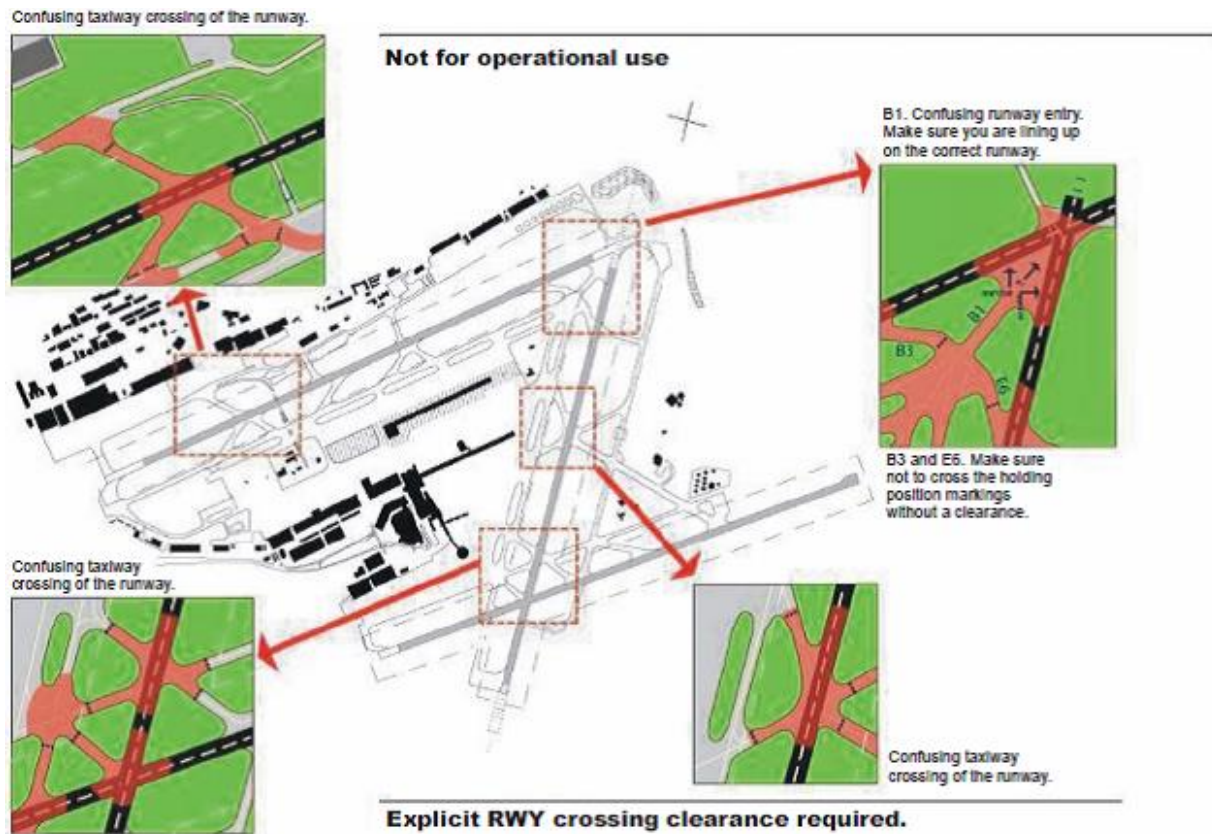 Confusing taxiway crossing of the runway.
Not for operational use
B1. Confusing runway entry.
Make sure you are lining up
on the correct runway.
B1
B3
E6
B3 and E6. Make sure
not to cross the holding
position markings
without a clearance.
Confusing taxiway
crossing of the runway.
Confusing taxiway
crossing of the runway.
Explicit RWY crossing clearance required.